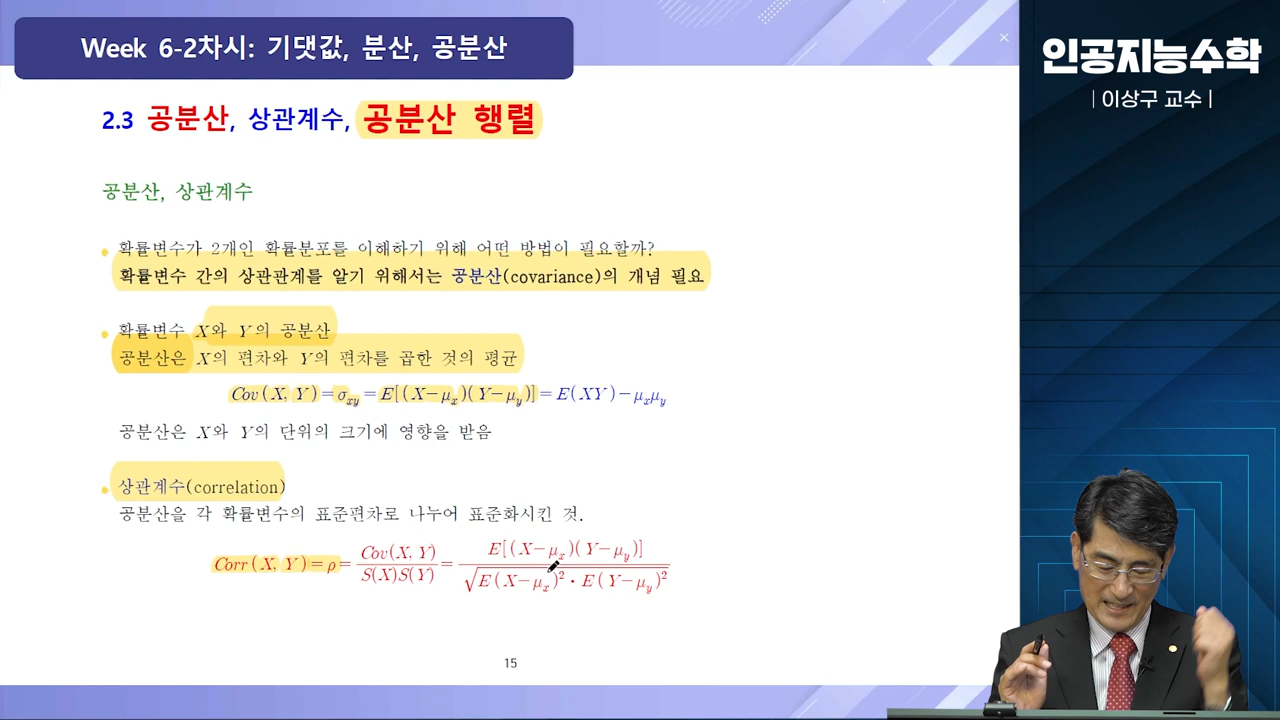 Week 6-2차시: 기댓값, 분산, 공분산
인공지능수학
| 이상구 교수 |
2.3 공분산, 상관계수, 공분산 행렬
공분산, 상관계수
• 확률변수가 2개인 확률분포를 이해하기 위해 어떤 방법이 필요할까?
확률변수 간의 상관관계를 알기 위해서는 공분산(covariance)의 개념 필요
• 확률변수 X와 Y의 공분산
공분산은 X의 편차와 Y의 편차를 곱한 것의 평균
Cov(X, Y)=σ_xy=E[(X−μ_x)(Y−μ_y)]=E(XY)−μ_xμ_y
공분산은 X와 Y의 단위의 크기에 영향을 받음
• 상관계수(correlation)
공분산을 각 확률변수의 표준편차로 나누어 표준화시킨 것.
Corr(X, Y)=ρ=Cov(X, Y)/S(X)S(Y)=E[(X−μ_x)(Y−μ_y)]/√E(X−μ_x)²·E(Y−μ_y)²
15